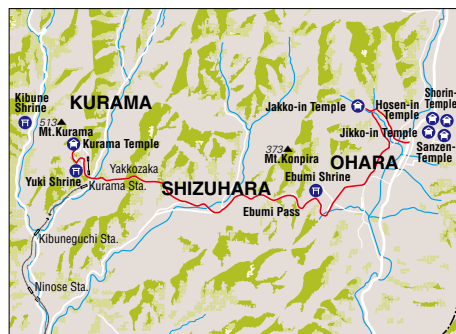 Kibune
Shrine
KURAMA
513
Mt.Kurama
Kurama Temple
Yuki Shrine
Kurama Sta.
Yakkozaka
Kibuneguchi Sta.
Ninose Sta.
SHIZUHARA
Ebumi Pass
373
Mt.Konpira
Ebumi Shrine
OHARA
Jakko-in Temple
Shorin-
Temple
Hosen-in
Temple
Jikko-in Temple
Sanzen-
Temple